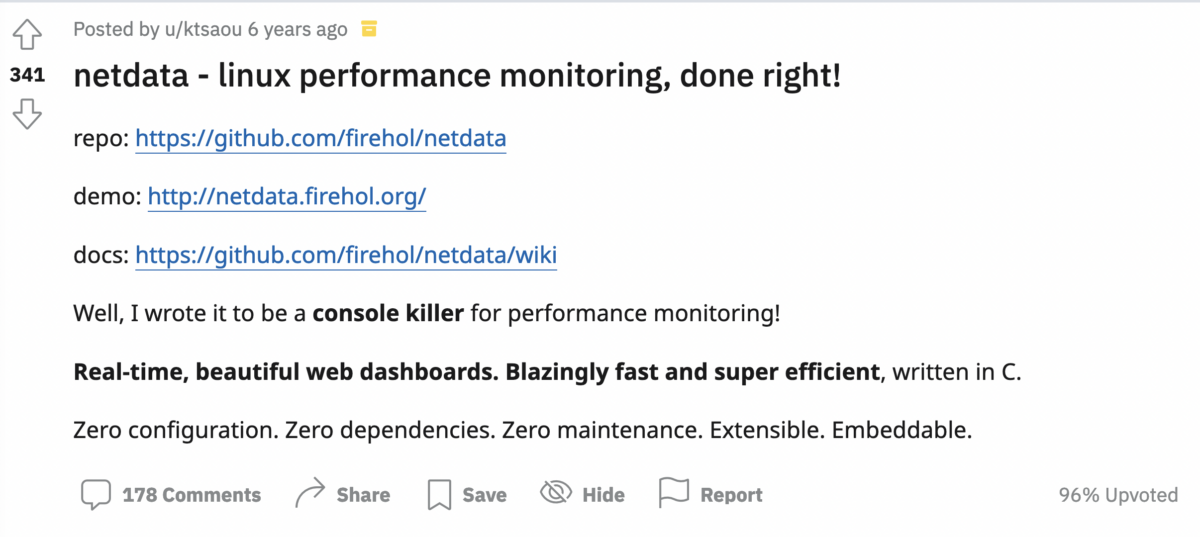 Posted by u/ktsaou 6 years ago
341
netdata - linux performance monitoring, done right!
repo: https://github.com/firehol/netdata
demo: http://netdata.firehol.org/
docs: https://github.com/firehol/netdata/wiki
Well, I wrote it to be a console killer for performance monitoring!
Real-time, beautiful web dashboards. Blazingly fast and super efficient, written in C.
Zero configuration. Zero dependencies. Zero maintenance. Extensible. Embeddable.
178 Comments Share Save Hide Report 96% Upvoted